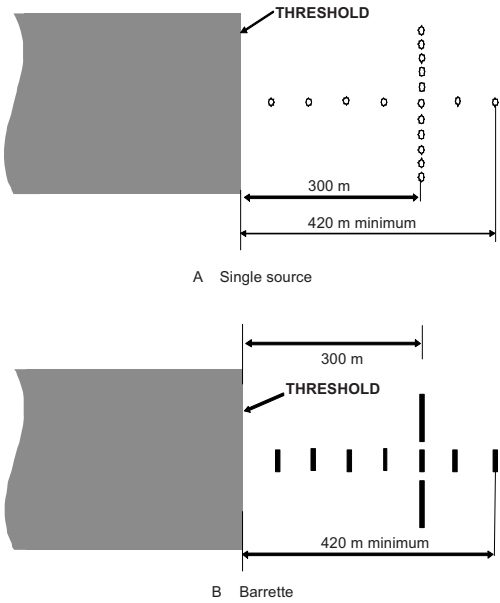 THRESHOLD
300 m
420 m minimum
A Single source
300 m
THRESHOLD
420 m minimum
B Barrette